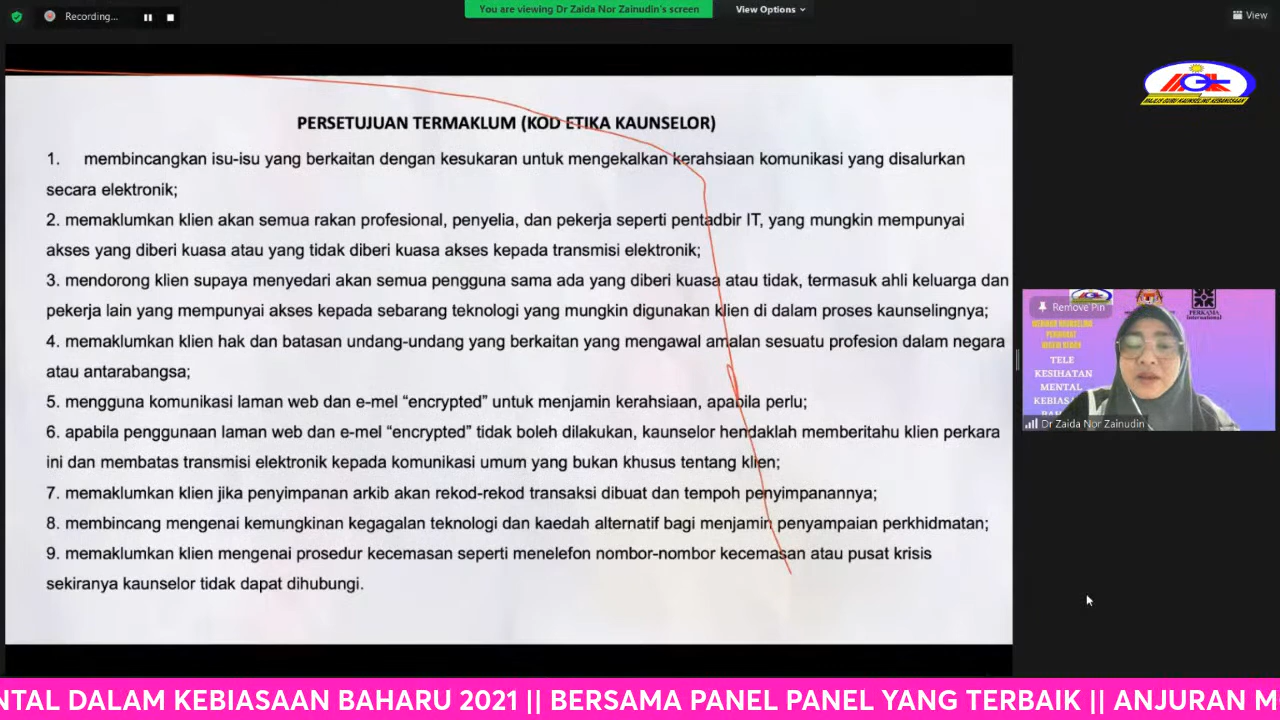 Recording...
You are viewing Dr Zaida Nor Zainudin's screen
View Options
View
MAJLIS GURU KAUNSELING KEBANGSAAN
PERSETUJUAN TERMAKLUM (KOD ETIKA KAUNSELOR)
1. membincangkan isu-isu yang berkaitan dengan kesukaran untuk mengekalkan kerahsiaan komunikasi yang disalurkan
secara elektronik;
2. memaklumkan klien akan semua rakan profesional, penyelia, dan pekerja seperti pentadbir IT, yang mungkin mempunyai
akses yang diberi kuasa atau yang tidak diberi kuasa akses kepada transmisi elektronik;
3. mendorong klien supaya menyedari akan semua pengguna sama ada yang diberi kuasa atau tidak, termasuk ahli keluarga dan
pekerja lain yang mempunyai akses kepada sebarang teknologi yang mungkin digunakan klien di dalam proses kaunselingnya;
4. memaklumkan klien hak dan batasan undang-undang yang berkaitan yang mengawal amalan sesuatu profesion dalam negara
atau antarabangsa;
5. mengguna komunikasi laman web dan e-mel “encrypted” untuk menjamin kerahsiaan, apabila perlu;
6. apabila penggunaan laman web dan e-mel “encrypted” tidak boleh dilakukan, kaunselor hendaklah memberitahu klien perkara
ini dan membatas transmisi elektronik kepada komunikasi umum yang bukan khusus tentang klien;
7. memaklumkan klien jika penyimpanan arkib akan rekod-rekod transaksi dibuat dan tempoh penyimpanannya;
8. membincang mengenai kemungkinan kegagalan teknologi dan kaedah alternatif bagi menjamin penyampaian perkhidmatan;
9. memaklumkan klien mengenai prosedur kecemasan seperti menelefon nombor-nombor kecemasan atau pusat krisis
sekiranya kaunselor tidak dapat dihubungi.
Remove Pin
PERKAMA
International
TELE
KESIHATAN
MENTAL
Dr Zaida Nor Zainudin
NTAL DALAM KEBIASAAN BAHARU 2021 || BERSAMA PANEL PANEL YANG TERBAIK || ANJURAN M